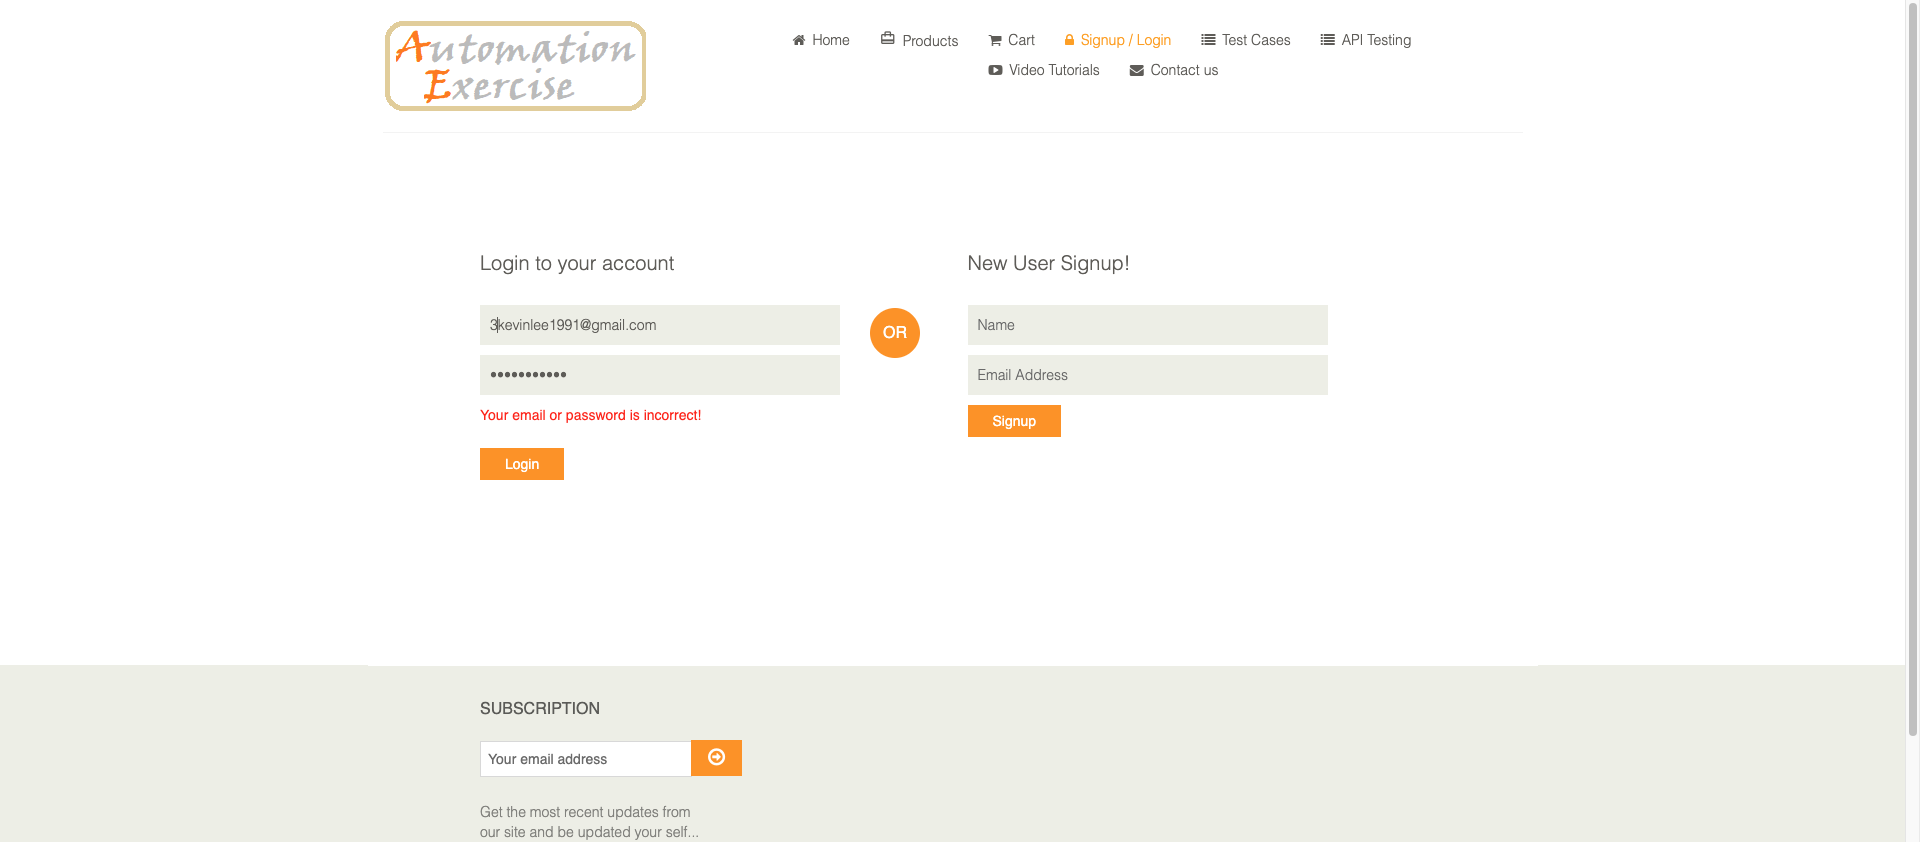 Automation
Exercise
Home
Products
Cart
Signup / Login
Test Cases
API Testing
Video Tutorials
Contact us
Login to your account
3kevinlee1991@gmail.com
Your email or password is incorrect!
Login
OR
New User Signup!
Name
Email Address
Signup
SUBSCRIPTION
Your email address
Get the most recent updates from
our site and be updated your self...